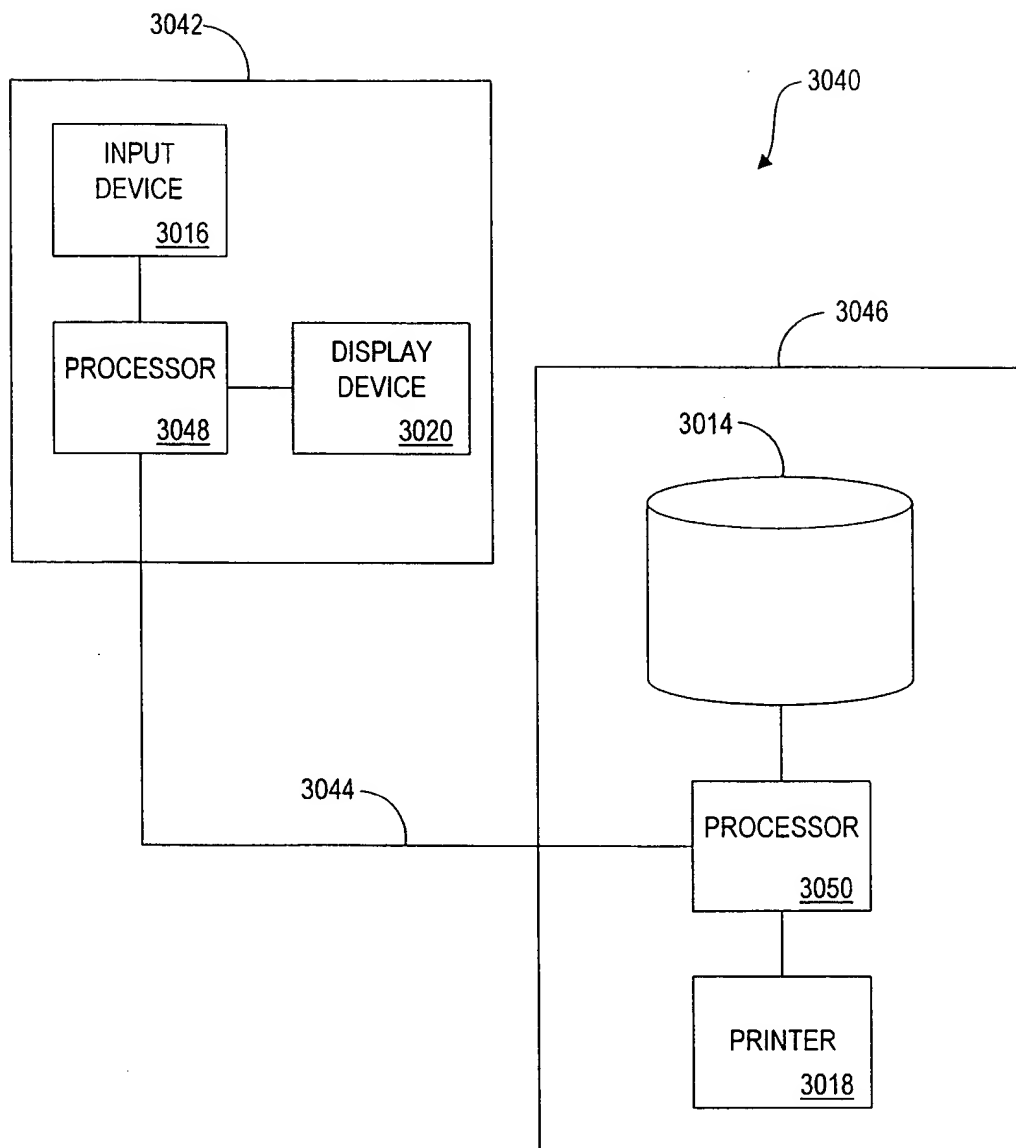 3042
3040
INPUT
DEVICE
3016
3046
PROCESSOR
3048
DISPLAY
DEVICE
3020
3014
3044
PROCESSOR
3050
PRINTER
3018